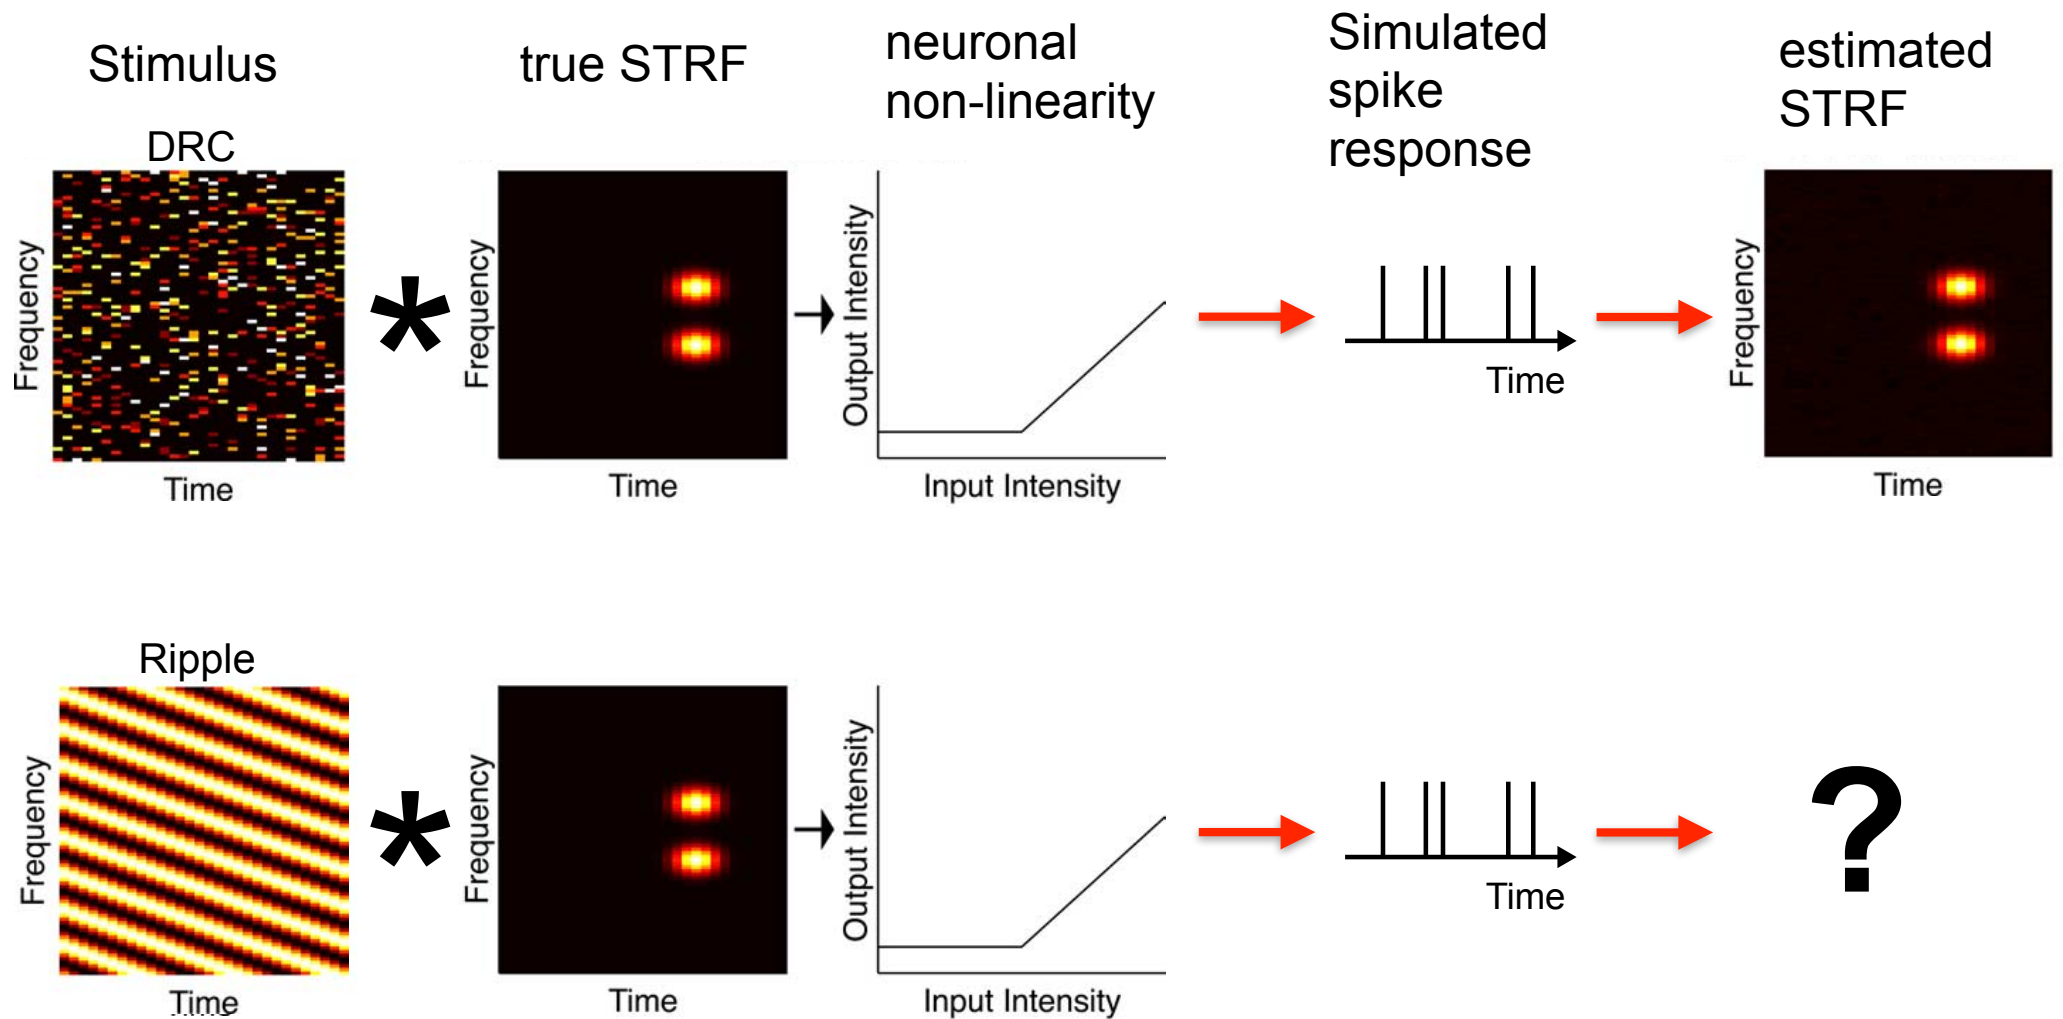 Stimulus
true STRF
neuronal
non-linearity
Simulated
spike
response
estimated
STRF
DRC
Frequency
Time
*
Frequency
Time
Output Intensity
Input Intensity
Time
Frequency
Time
Ripple
Frequency
Time
*
Frequency
Time
Output Intensity
Input Intensity
Time
?